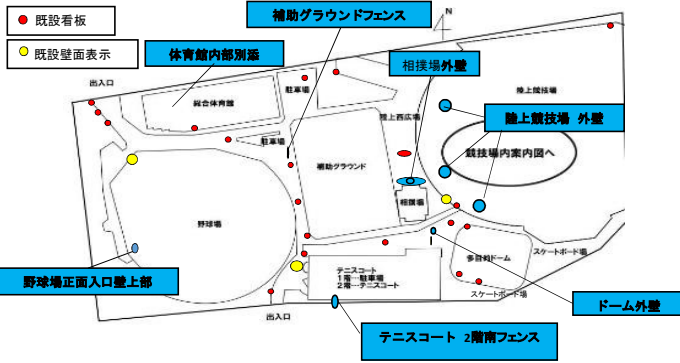 既設看板
既設壁面表示
補助グラウンドフェンス
N
体育館内部別添
相撲場外壁
出入口
総合体育館
駐車場
陸上競技場
陸上西広場
陸上競技場 外壁
駐車場
補助グラウンド
競技場内案内図へ
相撲場
野球場
多目的ドーム
スケートボード場
野球場正面入口壁上部
テニスコート
1階…駐車場
2階…テニスコート
スケートボード場
ドーム外壁
出入口
テニスコート 2階南フェンス